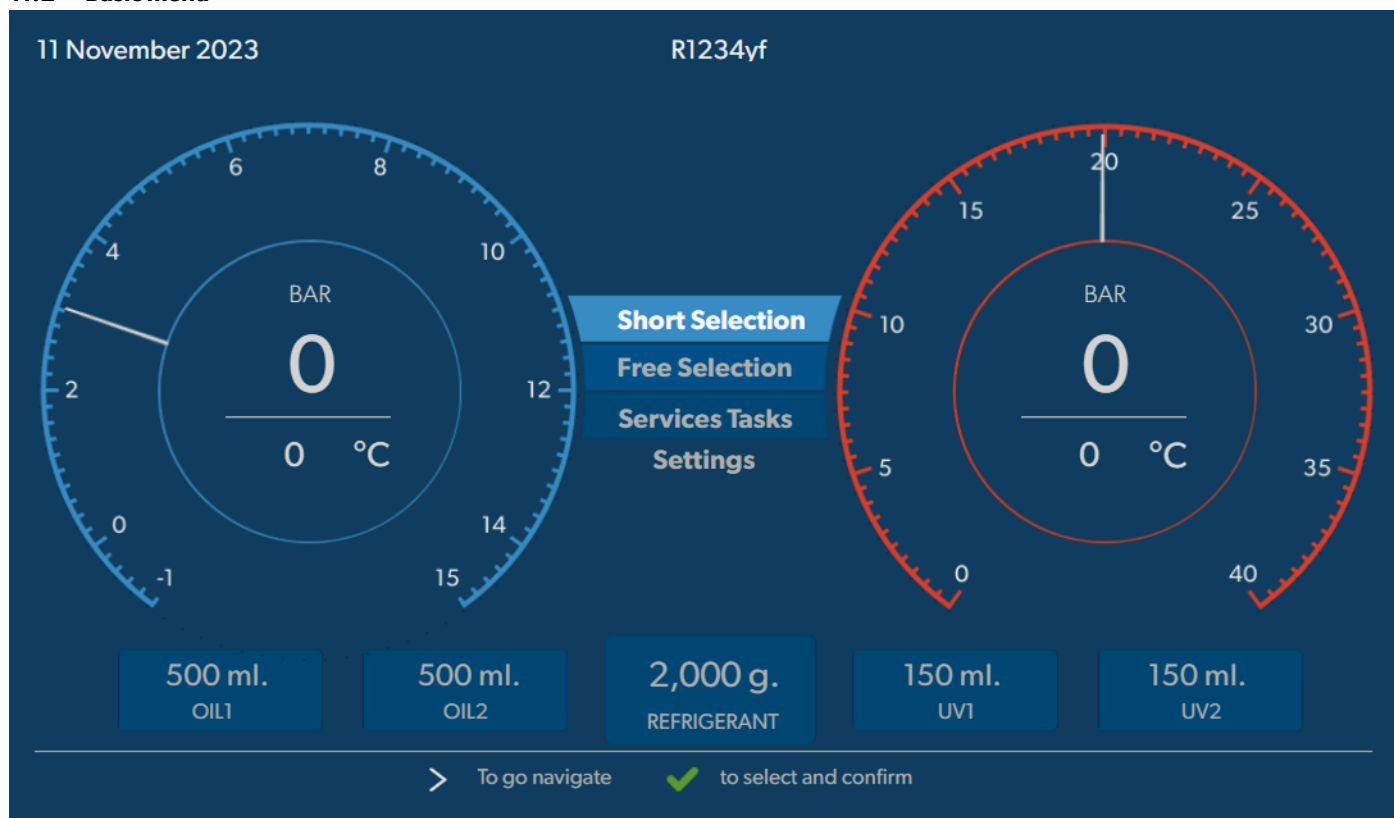 11 November 2023
R1234yf
6
8
4
10
2
12
0
14
-1
15
BAR
0
0 °C
Short Selection
Free Selection
Services Tasks
Settings
20
15
25
10
30
5
35
0
40
BAR
0
0 °C
500 ml.
OIL1
500 ml.
OIL2
2,000 g.
REFRIGERANT
150 ml.
UV1
150 ml.
UV2
To go navigate
to select and confirm